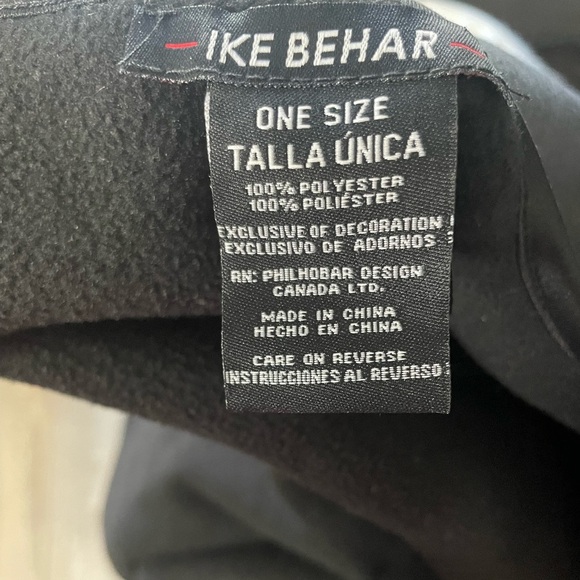 IKE BEHAR
ONE SIZE
TALLA ÚNICA
100% POLYESTER
100% POLIÉSTER
EXCLUSIVE OF DECORATION
EXCLUSIVO DE ADORNOS
RN: PHILHOBAR DESIGN
CANADA LTD.
MADE IN CHINA
HECHO EN CHINA
CARE ON REVERSE
INSTRUCCIONES AL REVERSO